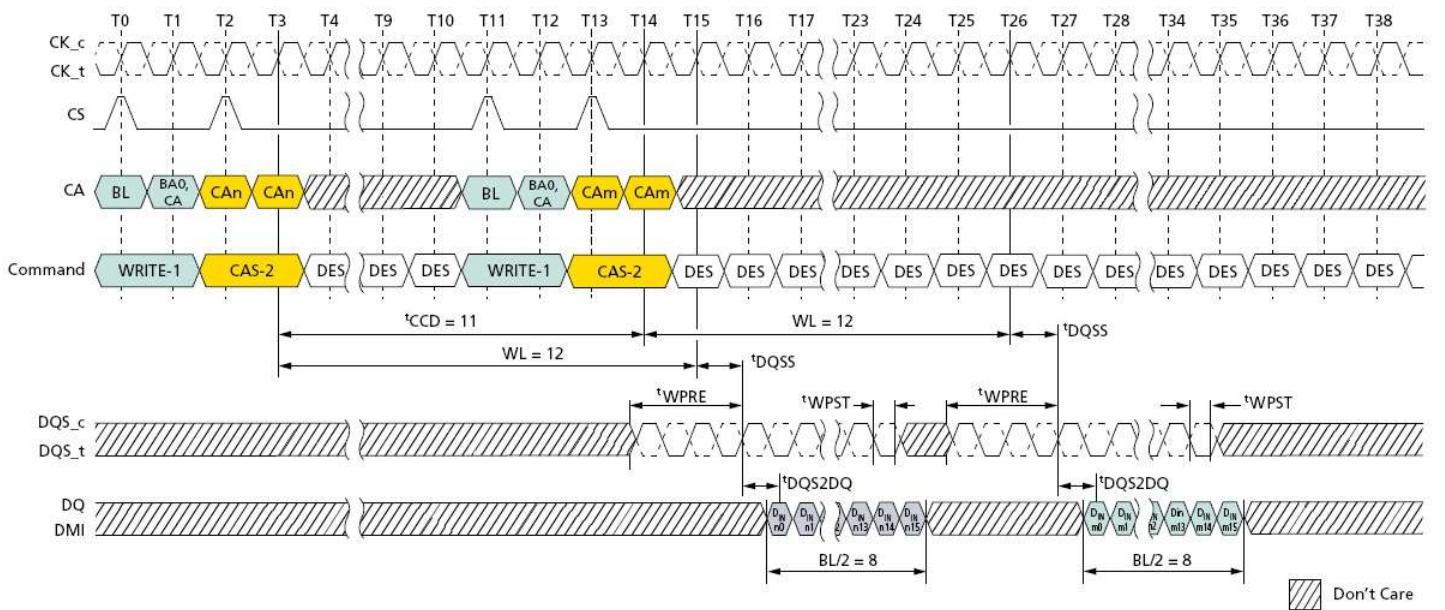 T0 T1 T2 T3 T4 T9 T10 T11 T12 T13 T14 T15 T16 T17 T23 T24 T25 T26 T27 T28 T34 T35 T36 T37 T38
CK_c
CK_t
CS
CA BL BA0, CA CAn CAn BL BA0, CA CAm CAm
Command WRITE-1 CAS-2 DES DES DES WRITE-1 CAS-2 DES DES DES DES DES DES DES DES DES DES DES DES DES DES
tCCD = 11 WL = 12 tDQSS
WL = 12 tDQSS
tWPRE tWPST tWPRE tWPST
DQS_c
DQS_t
tDQS2DQ tDQS2DQ
DQ
DMI
DIN n0 DIN n1 DIN n13 DIN n14 DIN n15 DIN m0 DIN m1 Din m13 DIN m14 DIN m15
BL/2 = 8 BL/2 = 8
Don't Care